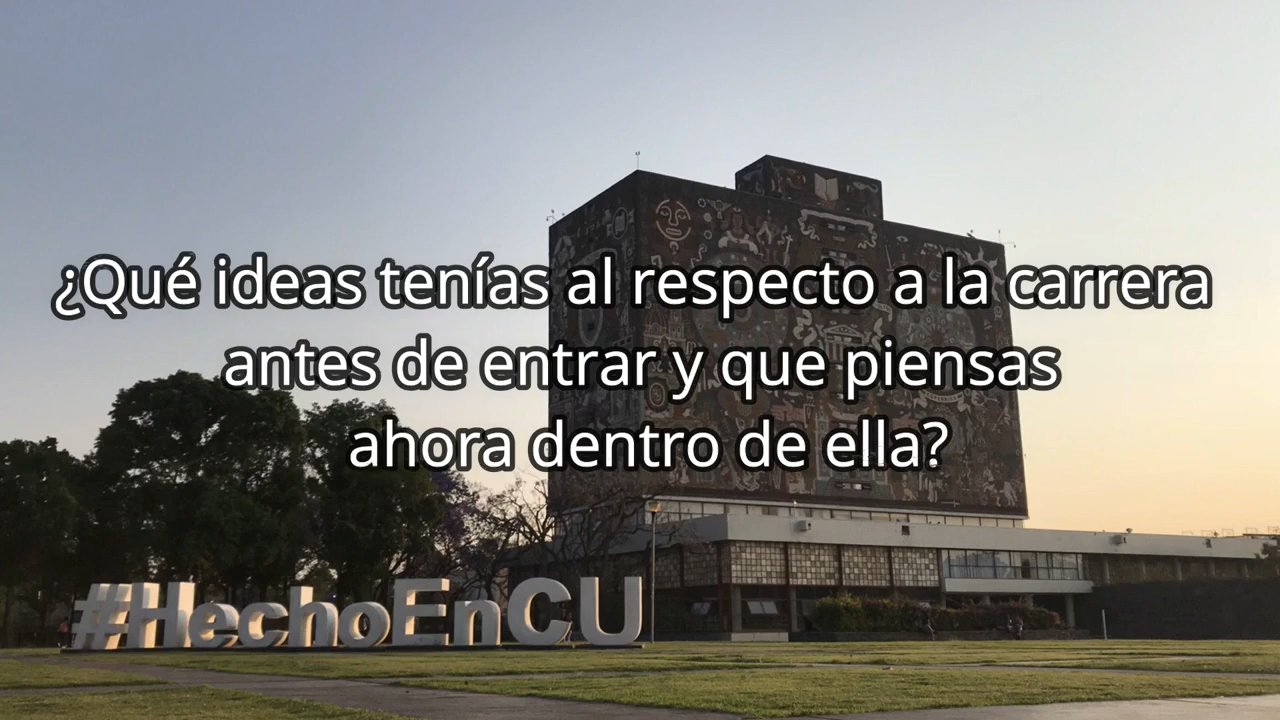 ¿Qué ideas tenías al respecto a la carrera
antes de entrar y que piensas
ahora dentro de ella?
#HechoEnCU